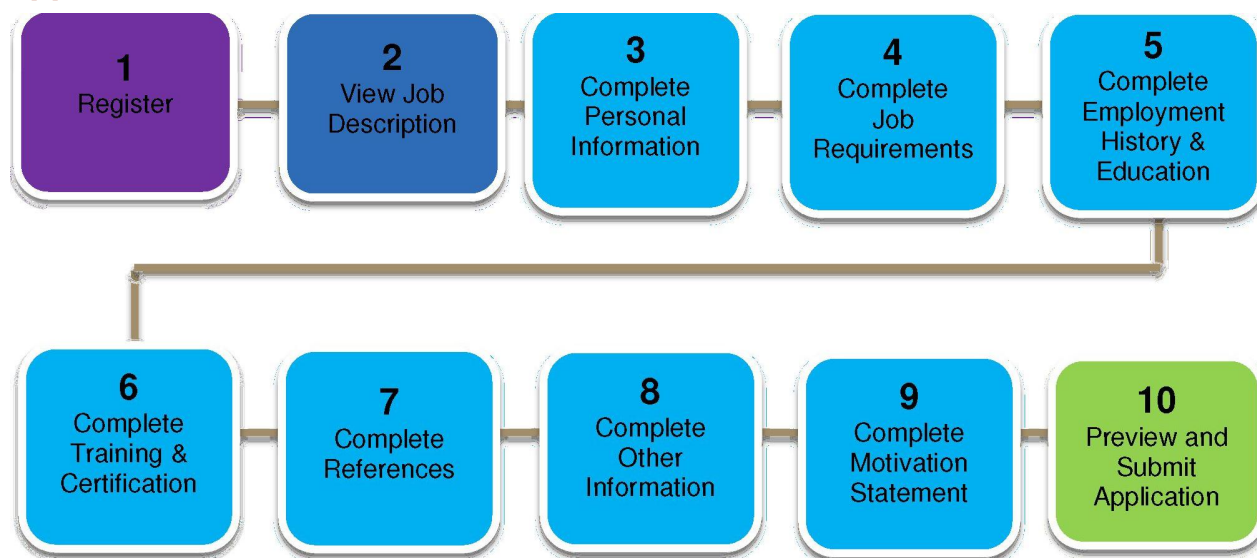 1
Register
2
View Job
Description
3
Complete
Personal
Information
4
Complete
Job
Requirements
5
Complete
Employment
History &
Education
6
Complete
Training &
Certification
7
Complete
References
8
Complete
Other
Information
9
Complete
Motivation
Statement
10
Preview and
Submit
Application